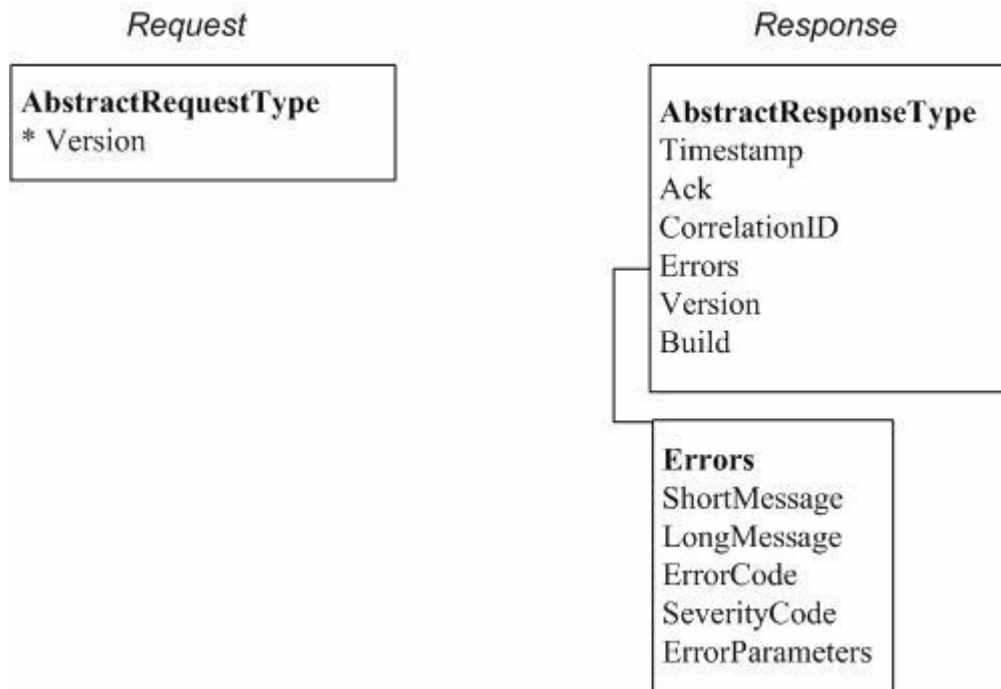 Request
AbstractRequestType
* Version
Response
AbstractResponseType
Timestamp
Ack
CorrelationID
Errors
Version
Build
Errors
ShortMessage
LongMessage
ErrorCode
SeverityCode
ErrorParameters